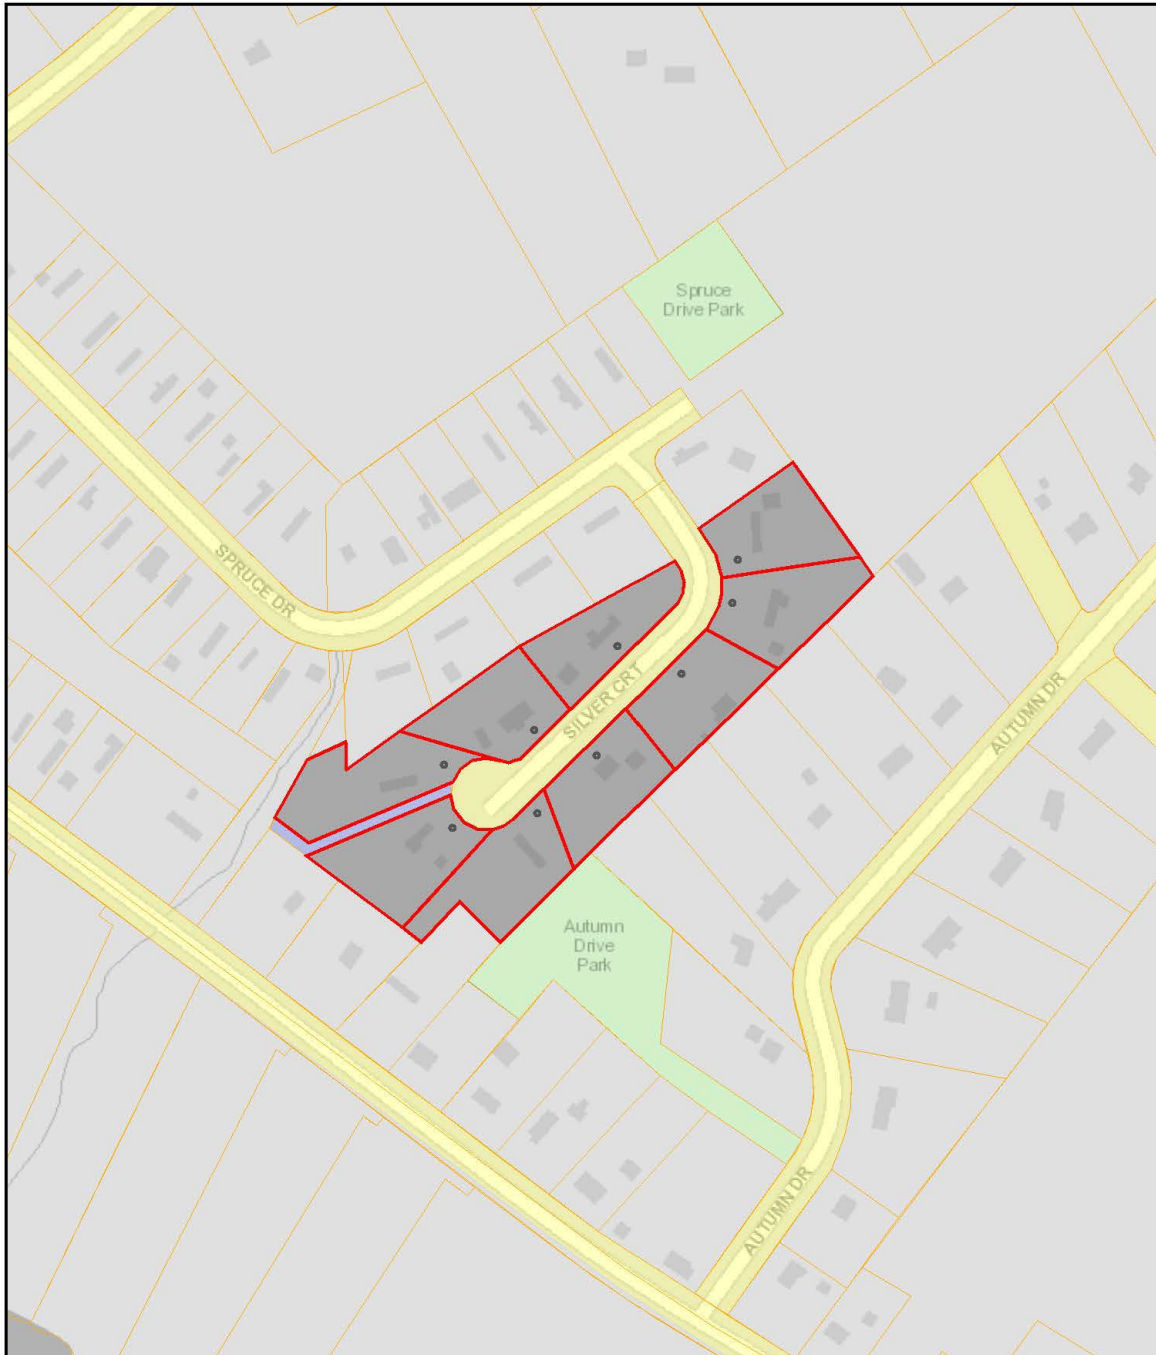 Spruce
Drive Park
SPRUCE DR
SILVER CRT
AUTUMN DR
Autumn
Drive
Park
AUTUMN DR